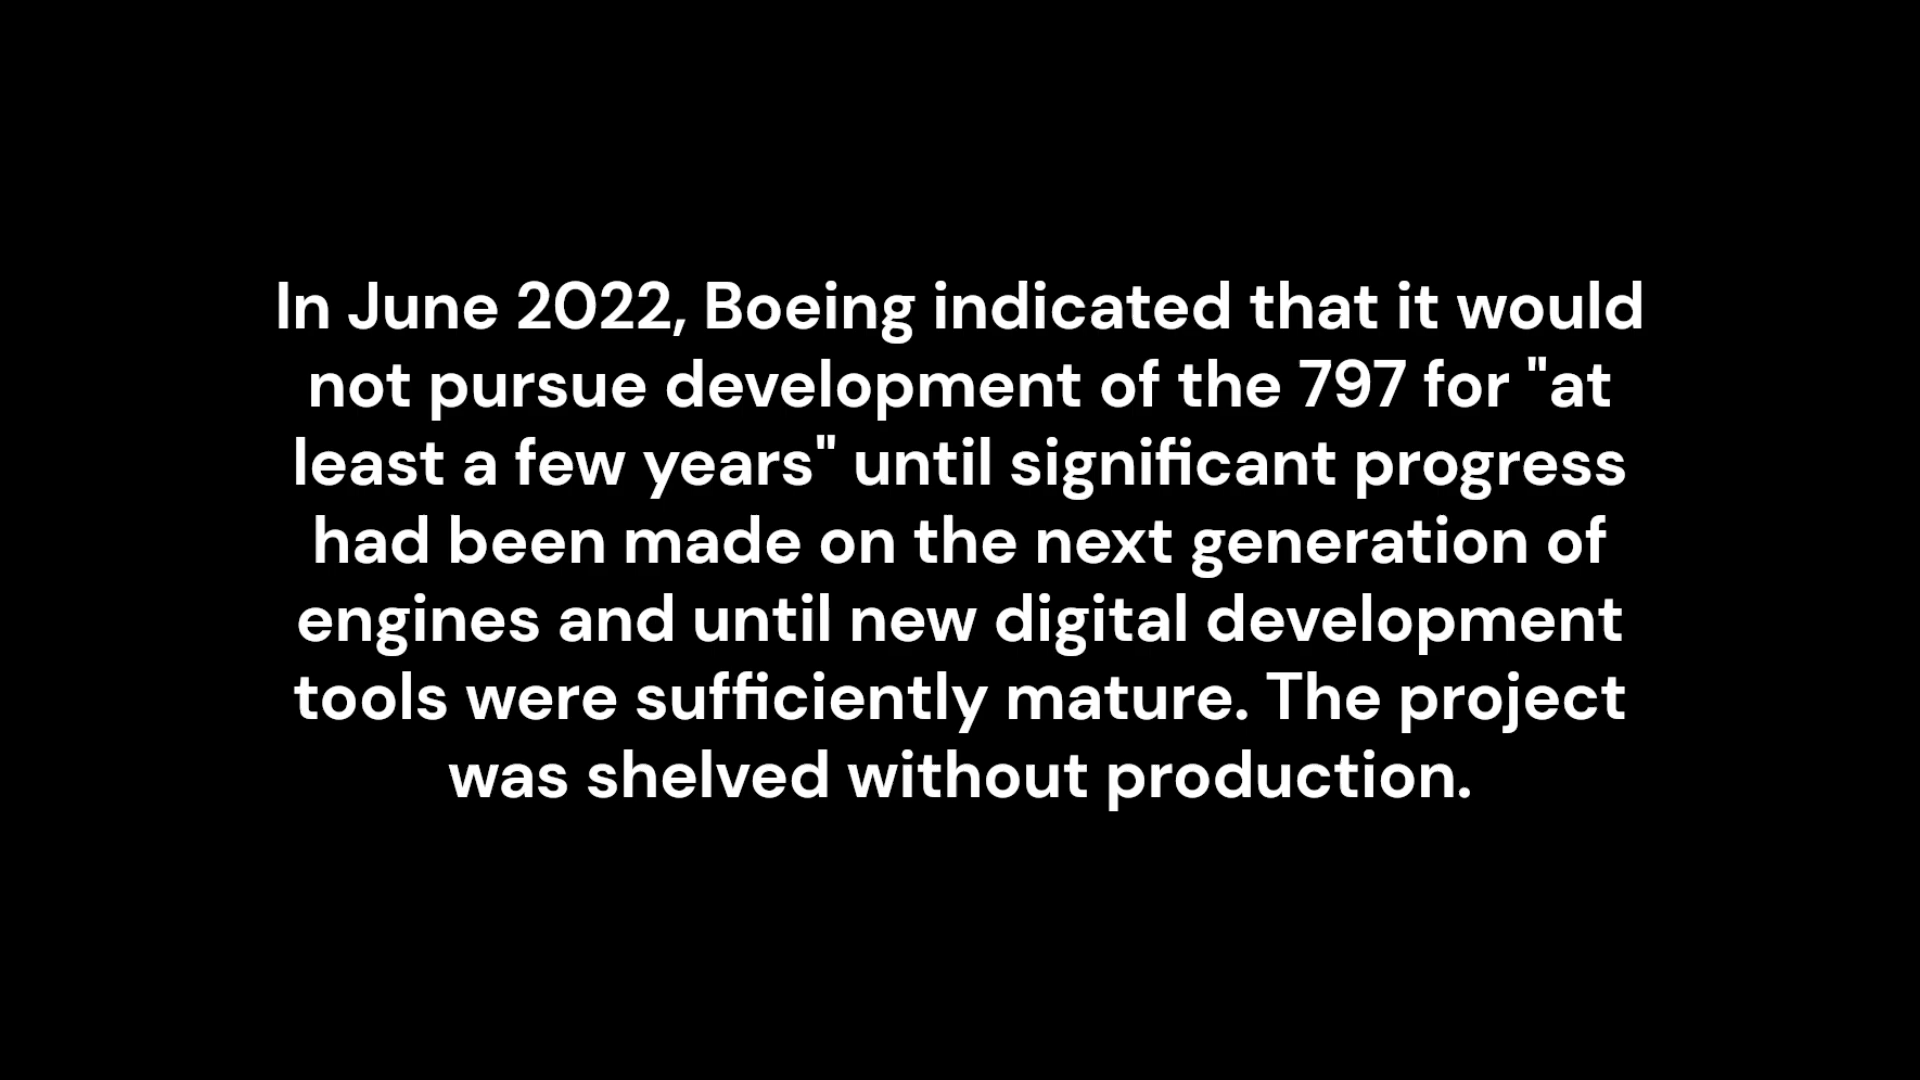 In June 2022, Boeing indicated that it would
not pursue development of the 797 for "at
least a few years" until significant progress
had been made on the next generation of
engines and until new digital development
tools were sufficiently mature. The project
was shelved without production.